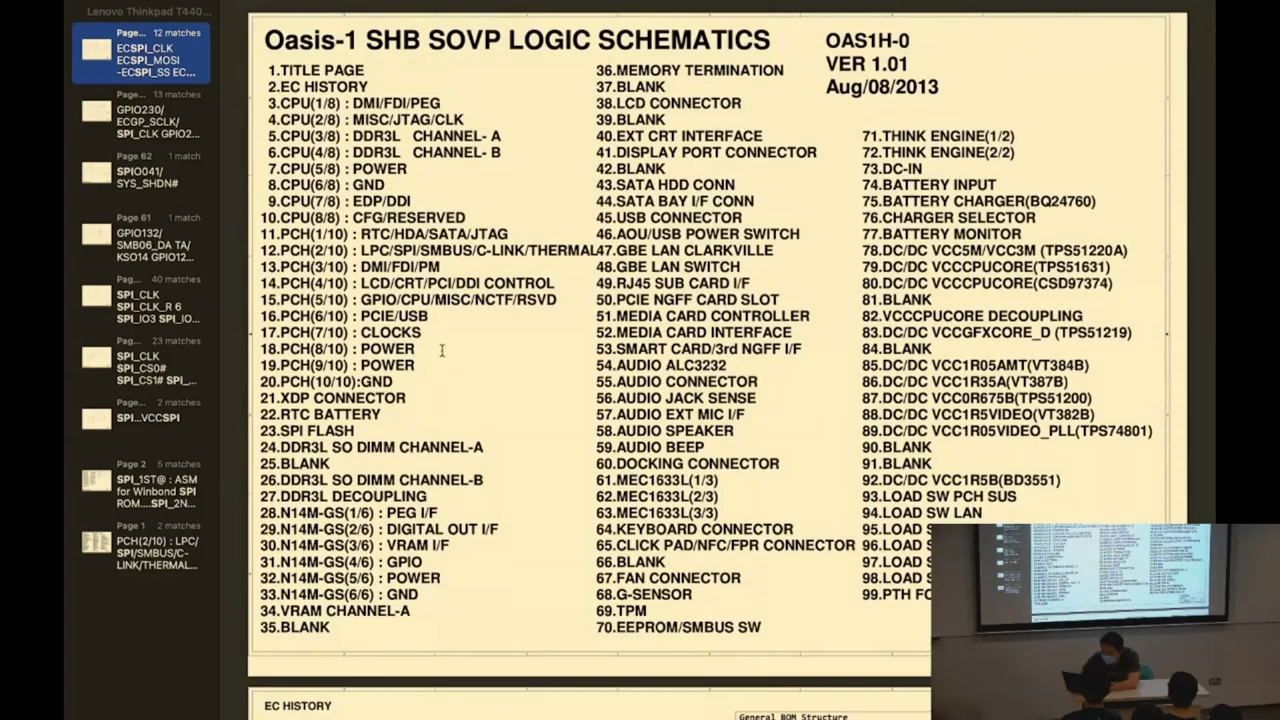 Lenovo Thinkpad T440...
Page... 12 matches
ECSPI_CLK
ECSPI_MOSI
-ECSPI_SS EC...
Page... 13 matches
GPIO230/
ECGP_SCLK/
SPI_CLK GPIO2...
Page 62 1 match
SPIO041/
SYS_SHDN#
Page 61 1 match
GPIO132/
SMB06_DA TA/
KSO14 GPIO12...
Pag... 40 matches
SPI_CLK
SPI_CLK_R 6
SPI_IO3 SPI_IO...
Pag... 23 matches
SPI_CLK
SPI_CS0#
SPI_CS1# SPI_...
Page... 2 matches
SPI...VCCSPI
Page 2 5 matches
SPI_1ST@ : ASM
for Winbond SPI
ROM....SPI_2N...
Page 1 2 matches
PCH(2/10) : LPC/
SPI/SMBUS/C-
LINK/THERMAL...
Oasis-1 SHB SOVP LOGIC SCHEMATICS
OAS1H-0
VER 1.01
Aug/08/2013
1.TITLE PAGE
2.EC HISTORY
3.CPU(1/8) : DMI/FDI/PEG
4.CPU(2/8) : MISC/JTAG/CLK
5.CPU(3/8) : DDR3L CHANNEL- A
6.CPU(4/8) : DDR3L CHANNEL- B
7.CPU(5/8) : POWER
8.CPU(6/8) : GND
9.CPU(7/8) : EDP/DDI
10.CPU(8/8) : CFG/RESERVED
11.PCH(1/10) : RTC/HDA/SATA/JTAG
12.PCH(2/10) : LPC/SPI/SMBUS/C-LINK/THERMAL
13.PCH(3/10) : DMI/FDI/PM
14.PCH(4/10) : LCD/CRT/PCI/DDI CONTROL
15.PCH(5/10) : GPIO/CPU/MISC/NCTF/RSVD
16.PCH(6/10) : PCIE/USB
17.PCH(7/10) : CLOCKS
18.PCH(8/10) : POWER
19.PCH(9/10) : POWER
20.PCH(10/10):GND
21.XDP CONNECTOR
22.RTC BATTERY
23.SPI FLASH
24.DDR3L SO DIMM CHANNEL-A
25.BLANK
26.DDR3L SO DIMM CHANNEL-B
27.DDR3L DECOUPLING
28.N14M-GS(1/6) : PEG I/F
29.N14M-GS(2/6) : DIGITAL OUT I/F
30.N14M-GS(3/6) : VRAM I/F
31.N14M-GS(4/6) : GPIO
32.N14M-GS(5/6) : POWER
33.N14M-GS(6/6) : GND
34.VRAM CHANNEL-A
35.BLANK
36.MEMORY TERMINATION
37.BLANK
38.LCD CONNECTOR
39.BLANK
40.EXT CRT INTERFACE
41.DISPLAY PORT CONNECTOR
42.BLANK
43.SATA HDD CONN
44.SATA BAY I/F CONN
45.USB CONNECTOR
46.AOU/USB POWER SWITCH
47.GBE LAN CLARKVILLE
48.GBE LAN SWITCH
49.RJ45 SUB CARD I/F
50.PCIE NGFF CARD SLOT
51.MEDIA CARD CONTROLLER
52.MEDIA CARD INTERFACE
53.SMART CARD/3rd NGFF I/F
54.AUDIO ALC3232
55.AUDIO CONNECTOR
56.AUDIO JACK SENSE
57.AUDIO EXT MIC I/F
58.AUDIO SPEAKER
59.AUDIO BEEP
60.DOCKING CONNECTOR
61.MEC1633L(1/3)
62.MEC1633L(2/3)
63.MEC1633L(3/3)
64.KEYBOARD CONNECTOR
65.CLICK PAD/NFC/FPR CONNECTOR
66.BLANK
67.FAN CONNECTOR
68.G-SENSOR
69.TPM
70.EEPROM/SMBUS SW
71.THINK ENGINE(1/2)
72.THINK ENGINE(2/2)
73.DC-IN
74.BATTERY INPUT
75.BATTERY CHARGER(BQ24760)
76.CHARGER SELECTOR
77.BATTERY MONITOR
78.DC/DC VCC5M/VCC3M (TPS51220A)
79.DC/DC VCCCPUCORE(TPS51631)
80.DC/DC VCCCPUCORE(CSD97374)
81.BLANK
82.VCCCPUCORE DECOUPLING
83.DC/DC VCCGFXCORE_D (TPS51219)
84.BLANK
85.DC/DC VCC1R05AMT(VT384B)
86.DC/DC VCC1R35A(VT387B)
87.DC/DC VCC0R675B(TPS51200)
88.DC/DC VCC1R5VIDEO(VT382B)
89.DC/DC VCC1R05VIDEO_PLL(TPS74801)
90.BLANK
91.BLANK
92.DC/DC VCC1R5B(BD3551)
93.LOAD SW PCH SUS
94.LOAD SW LAN
95.LOAD S
96.LOAD S
97.LOAD S
98.LOAD S
99.PTH FO
EC HISTORY
General BOM Structure